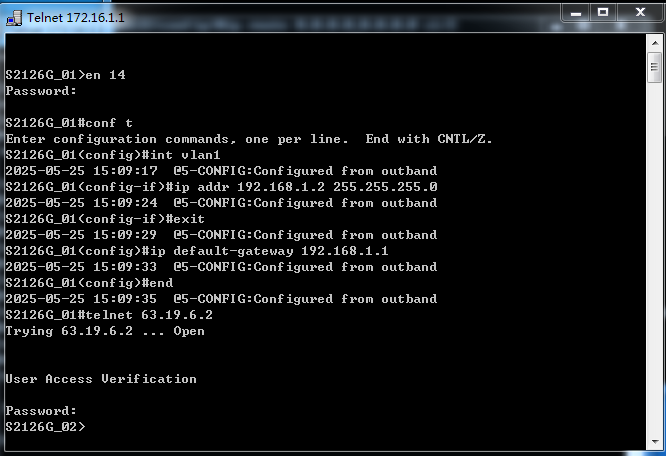 Telnet 172.16.1.1
S2126G_01>en 14
Password:
S2126G_01#conf t
Enter configuration commands, one per line.  End with CNTL/Z.
S2126G_01(config)#int vlan1
2025-05-25 15:09:17  @5-CONFIG:Configured from outband
S2126G_01(config-if)#ip addr 192.168.1.2 255.255.255.0
2025-05-25 15:09:24  @5-CONFIG:Configured from outband
S2126G_01(config-if)#exit
2025-05-25 15:09:29  @5-CONFIG:Configured from outband
S2126G_01(config)#ip default-gateway 192.168.1.1
2025-05-25 15:09:33  @5-CONFIG:Configured from outband
S2126G_01(config)#end
2025-05-25 15:09:35  @5-CONFIG:Configured from outband
S2126G_01#telnet 63.19.6.2
Trying 63.19.6.2 ... Open
User Access Verification
Password:
S2126G_02>